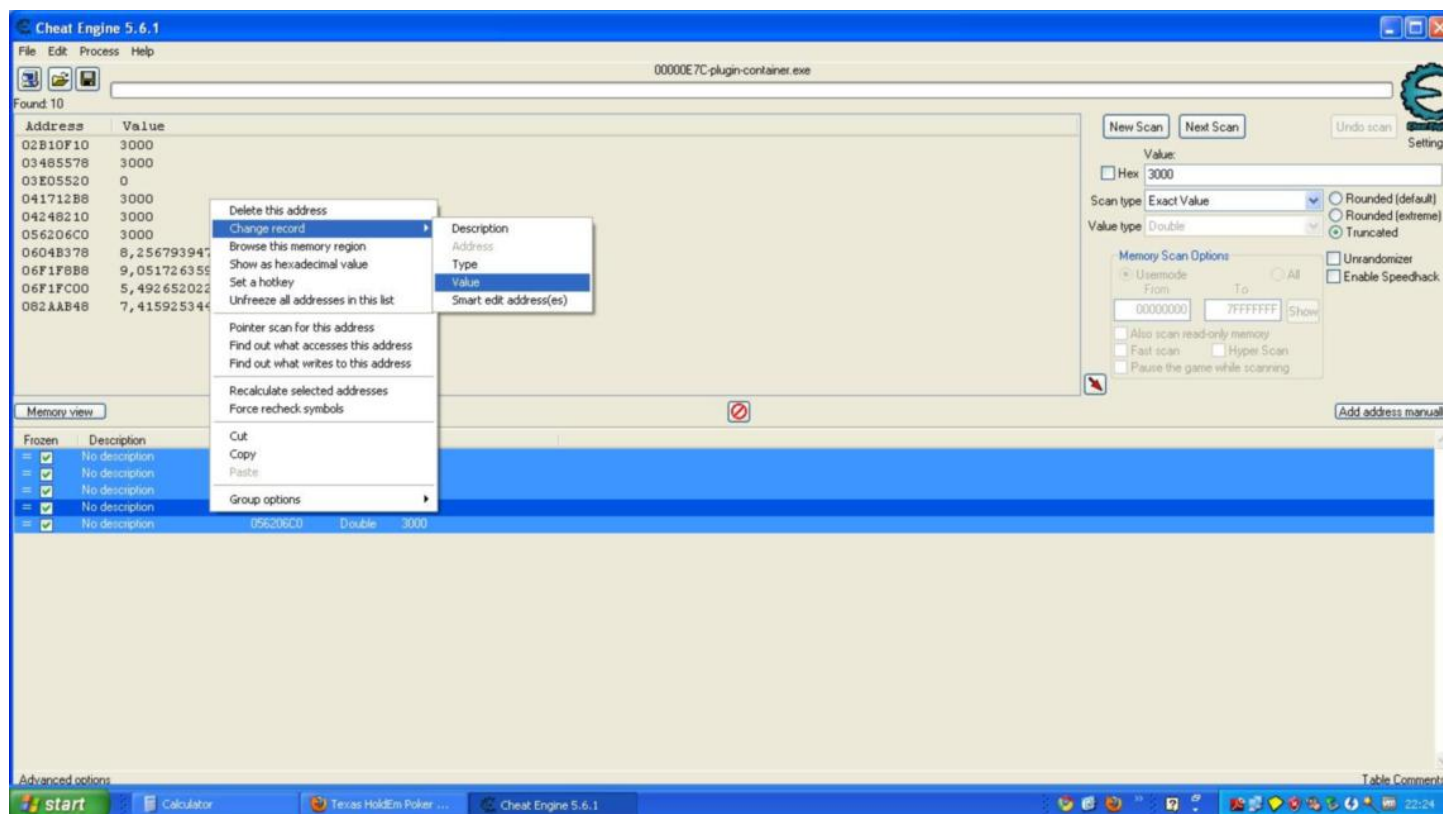 Cheat Engine 5.6.1
File Edit Process Help
00000E7C-plugin-container.exe
Found: 10
Address Value
02B10F10 3000
03485578 3000
03E05520 0
041712B8 3000
04248210 3000
056206C0 3000
0604B378 8,256793947
06F1F8B8 9,051726359
06F1FC00 5,492652022
082AAB48 7,415925344
Delete this address
Change record
Browse this memory region
Show as hexadecimal value
Set a hotkey
Unfreeze all addresses in this list
Pointer scan for this address
Find out what accesses this address
Find out what writes to this address
Recalculate selected addresses
Force recheck symbols
Cut
Copy
Paste
Group options
Description
Address
Type
Value
Smart edit address(es)
New Scan Next Scan Undo scan
Setting
Value:
Hex 3000
Scan type Exact Value
Value type Double
Rounded (default)
Rounded (extreme)
Truncated
Memory Scan Options
Usermode All
From To
00000000 7FFFFFFF Show
Also scan read-only memory
Fast scan Hyper Scan
Pause the game while scanning
Unrandomizer
Enable Speedhack
Memory view
Add address manuall
Frozen Description
No description
No description
No description
No description
No description 056206C0 Double 3000
Advanced options
Table Comments
start Calculator Texas HoldEm Poker ... Cheat Engine 5.6.1 22:24